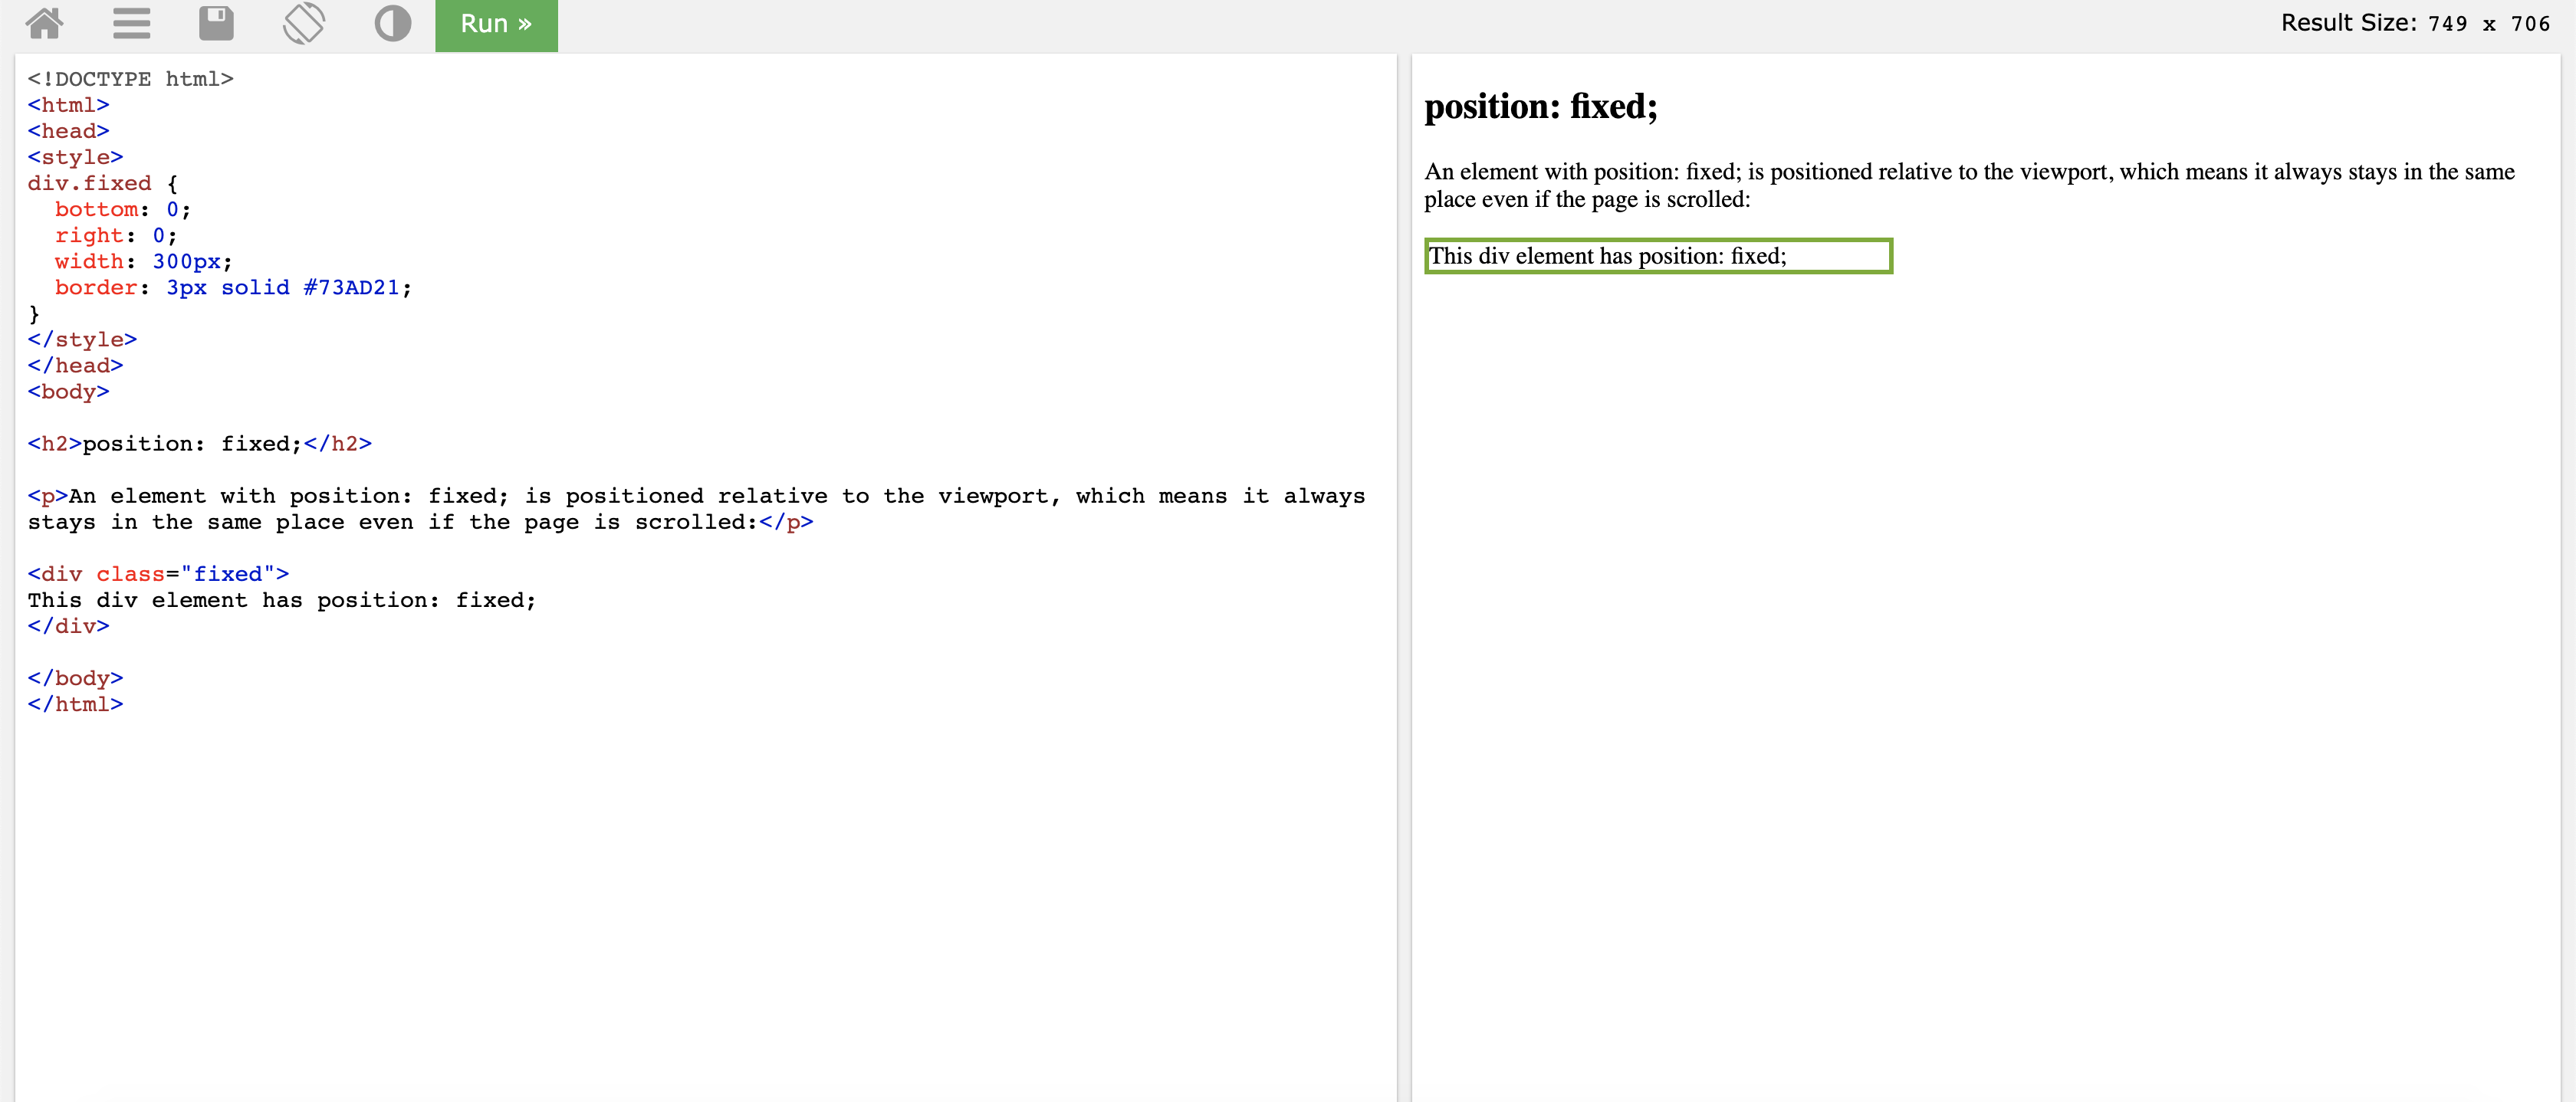 Run »
Result Size: 749 x 706
<!DOCTYPE html>
<html>
<head>
<style>
div.fixed {
  bottom: 0;
  right: 0;
  width: 300px;
  border: 3px solid #73AD21;
}
</style>
</head>
<body>

<h2>position: fixed;</h2>

<p>An element with position: fixed; is positioned relative to the viewport, which means it always
stays in the same place even if the page is scrolled:</p>

<div class="fixed">
This div element has position: fixed;
</div>

</body>
</html>
position: fixed;
An element with position: fixed; is positioned relative to the viewport, which means it always stays in the same
place even if the page is scrolled:
This div element has position: fixed;